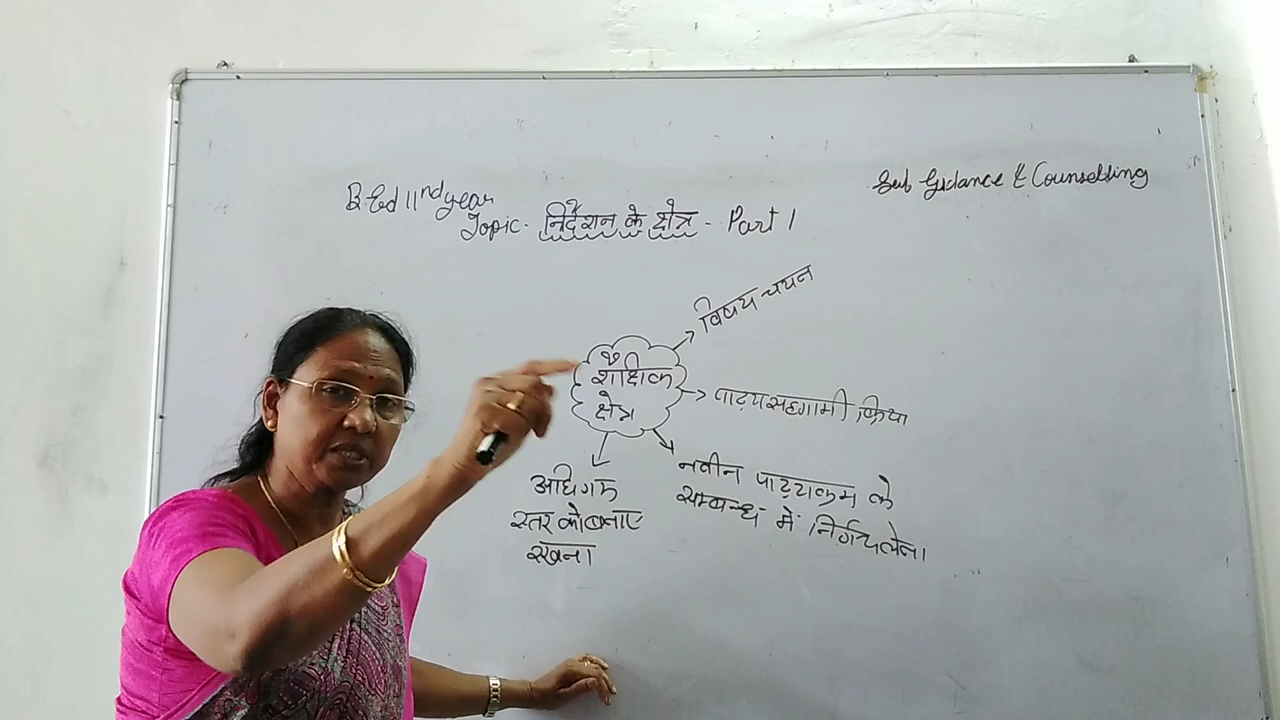 B.Ed IInd year
Sub Guidance & Counselling
Topic- निर्देशन के क्षेत्र - Part 1
विषय चयन
शैक्षिक
क्षेत्र
पाठ्यसहगामी क्रिया
नवीन पाठ्यक्रम के
सम्बन्ध में निर्णय लेना
अधिगम
स्तर को बनाए
रखना